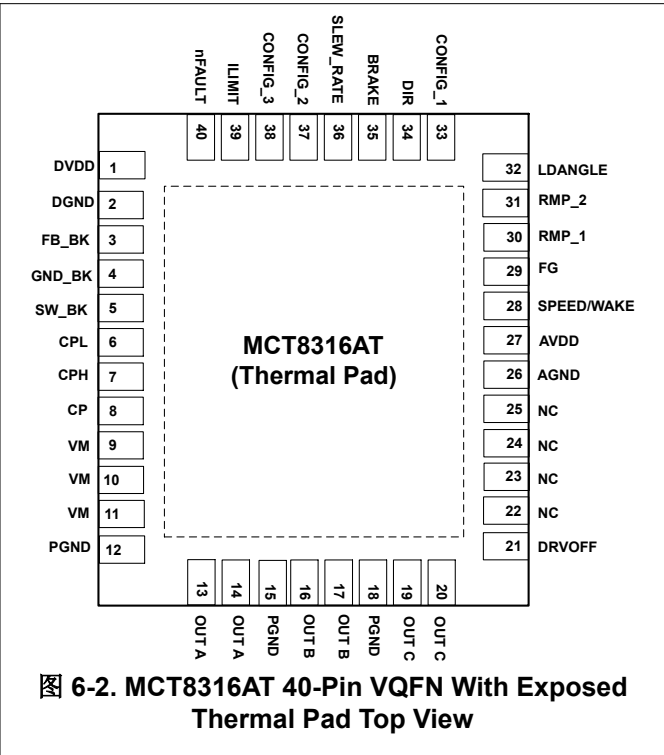 nFAULT
ILIMIT
CONFIG_3
CONFIG_2
SLEW_RATE
BRAKE
DIR
CONFIG_1
40
39
38
37
36
35
34
33
DVDD 1
DGND 2
FB_BK 3
GND_BK 4
SW_BK 5
CPL 6
CPH 7
CP 8
VM 9
VM 10
VM 11
PGND 12
MCT8316AT
(Thermal Pad)
32 LDANGLE
31 RMP_2
30 RMP_1
29 FG
28 SPEED/WAKE
27 AVDD
26 AGND
25 NC
24 NC
23 NC
22 NC
21 DRVOFF
13
14
15
16
17
18
19
20
OUT A
OUT A
PGND
OUT B
OUT B
PGND
OUT C
OUT C
图 6-2. MCT8316AT 40-Pin VQFN With Exposed
Thermal Pad Top View